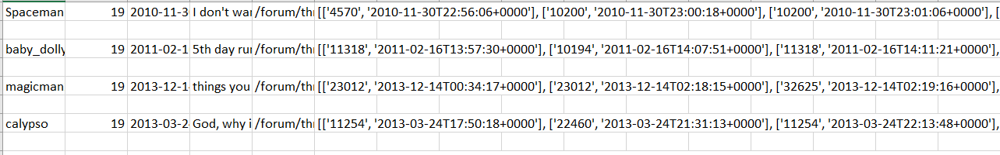 Spaceman 19 2010-11-3 I don't wan /forum/thr [['4570', '2010-11-30T22:56:06+0000'], ['10200', '2010-11-30T23:00:18+0000'], ['10200', '2010-11-30T23:01:06+0000'], [
baby_dolly 19 2011-02-1 5th day rur /forum/thr [['11318', '2011-02-16T13:57:30+0000'], ['10194', '2011-02-16T14:07:51+0000'], ['11318', '2011-02-16T14:11:21+0000'],
magicman 19 2013-12-1 things you /forum/thr [['23012', '2013-12-14T00:34:17+0000'], ['23012', '2013-12-14T02:18:15+0000'], ['32625', '2013-12-14T02:19:16+0000'],
calypso 19 2013-03-2 God, why i /forum/thr [['11254', '2013-03-24T17:50:18+0000'], ['22460', '2013-03-24T21:31:13+0000'], ['11254', '2013-03-24T22:13:48+0000'],